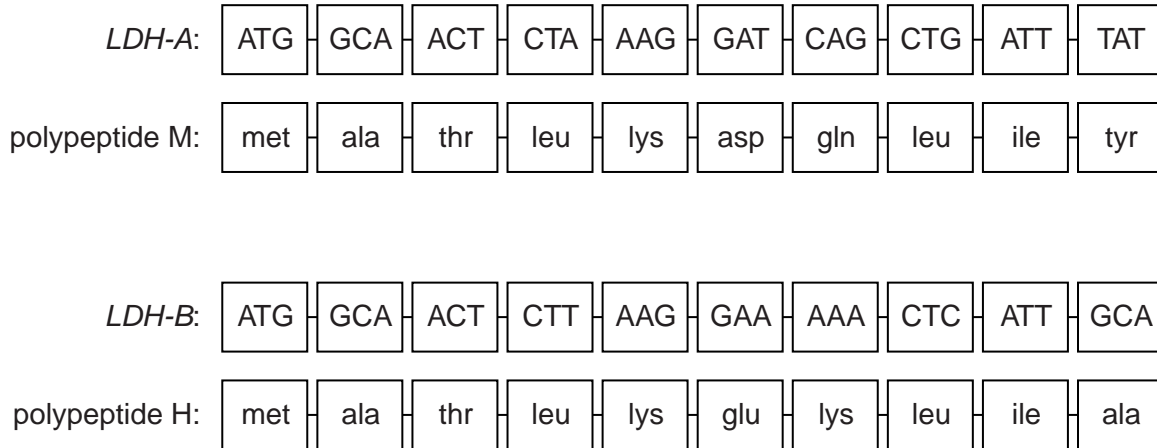 LDH-A: ATG GCA ACT CTA AAG GAT CAG CTG ATT TAT
polypeptide M: met ala thr leu lys asp gln leu ile tyr
LDH-B: ATG GCA ACT CTT AAG GAA AAA CTC ATT GCA
polypeptide H: met ala thr leu lys glu lys leu ile ala